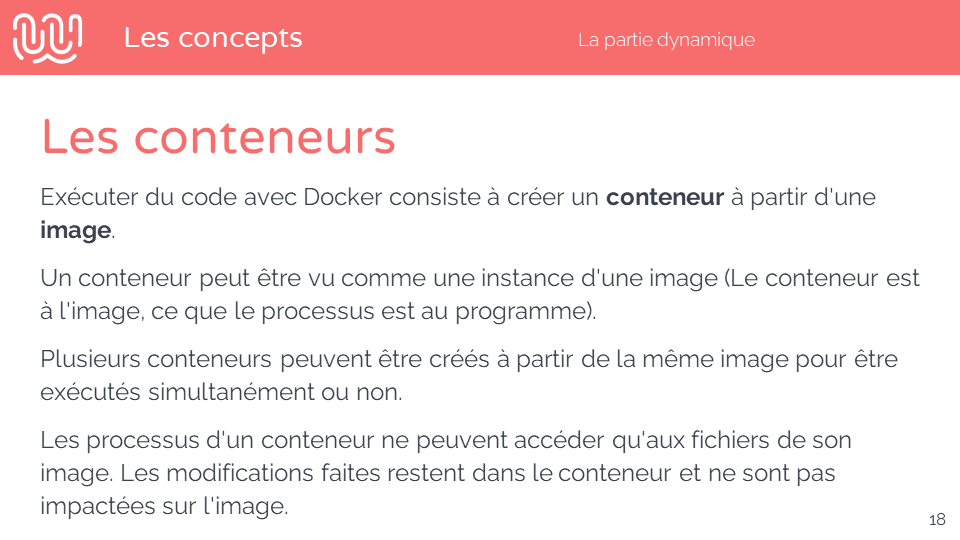 Les concepts
La partie dynamique
Les conteneurs
Exécuter du code avec Docker consiste à créer un conteneur à partir d'une
image.
Un conteneur peut être vu comme une instance d'une image (Le conteneur est
à l'image, ce que le processus est au programme).
Plusieurs conteneurs peuvent être créés à partir de la même image pour être
exécutés simultanément ou non.
Les processus d'un conteneur ne peuvent accéder qu'aux fichiers de son
image. Les modifications faites restent dans le conteneur et ne sont pas
impactées sur l'image.
18